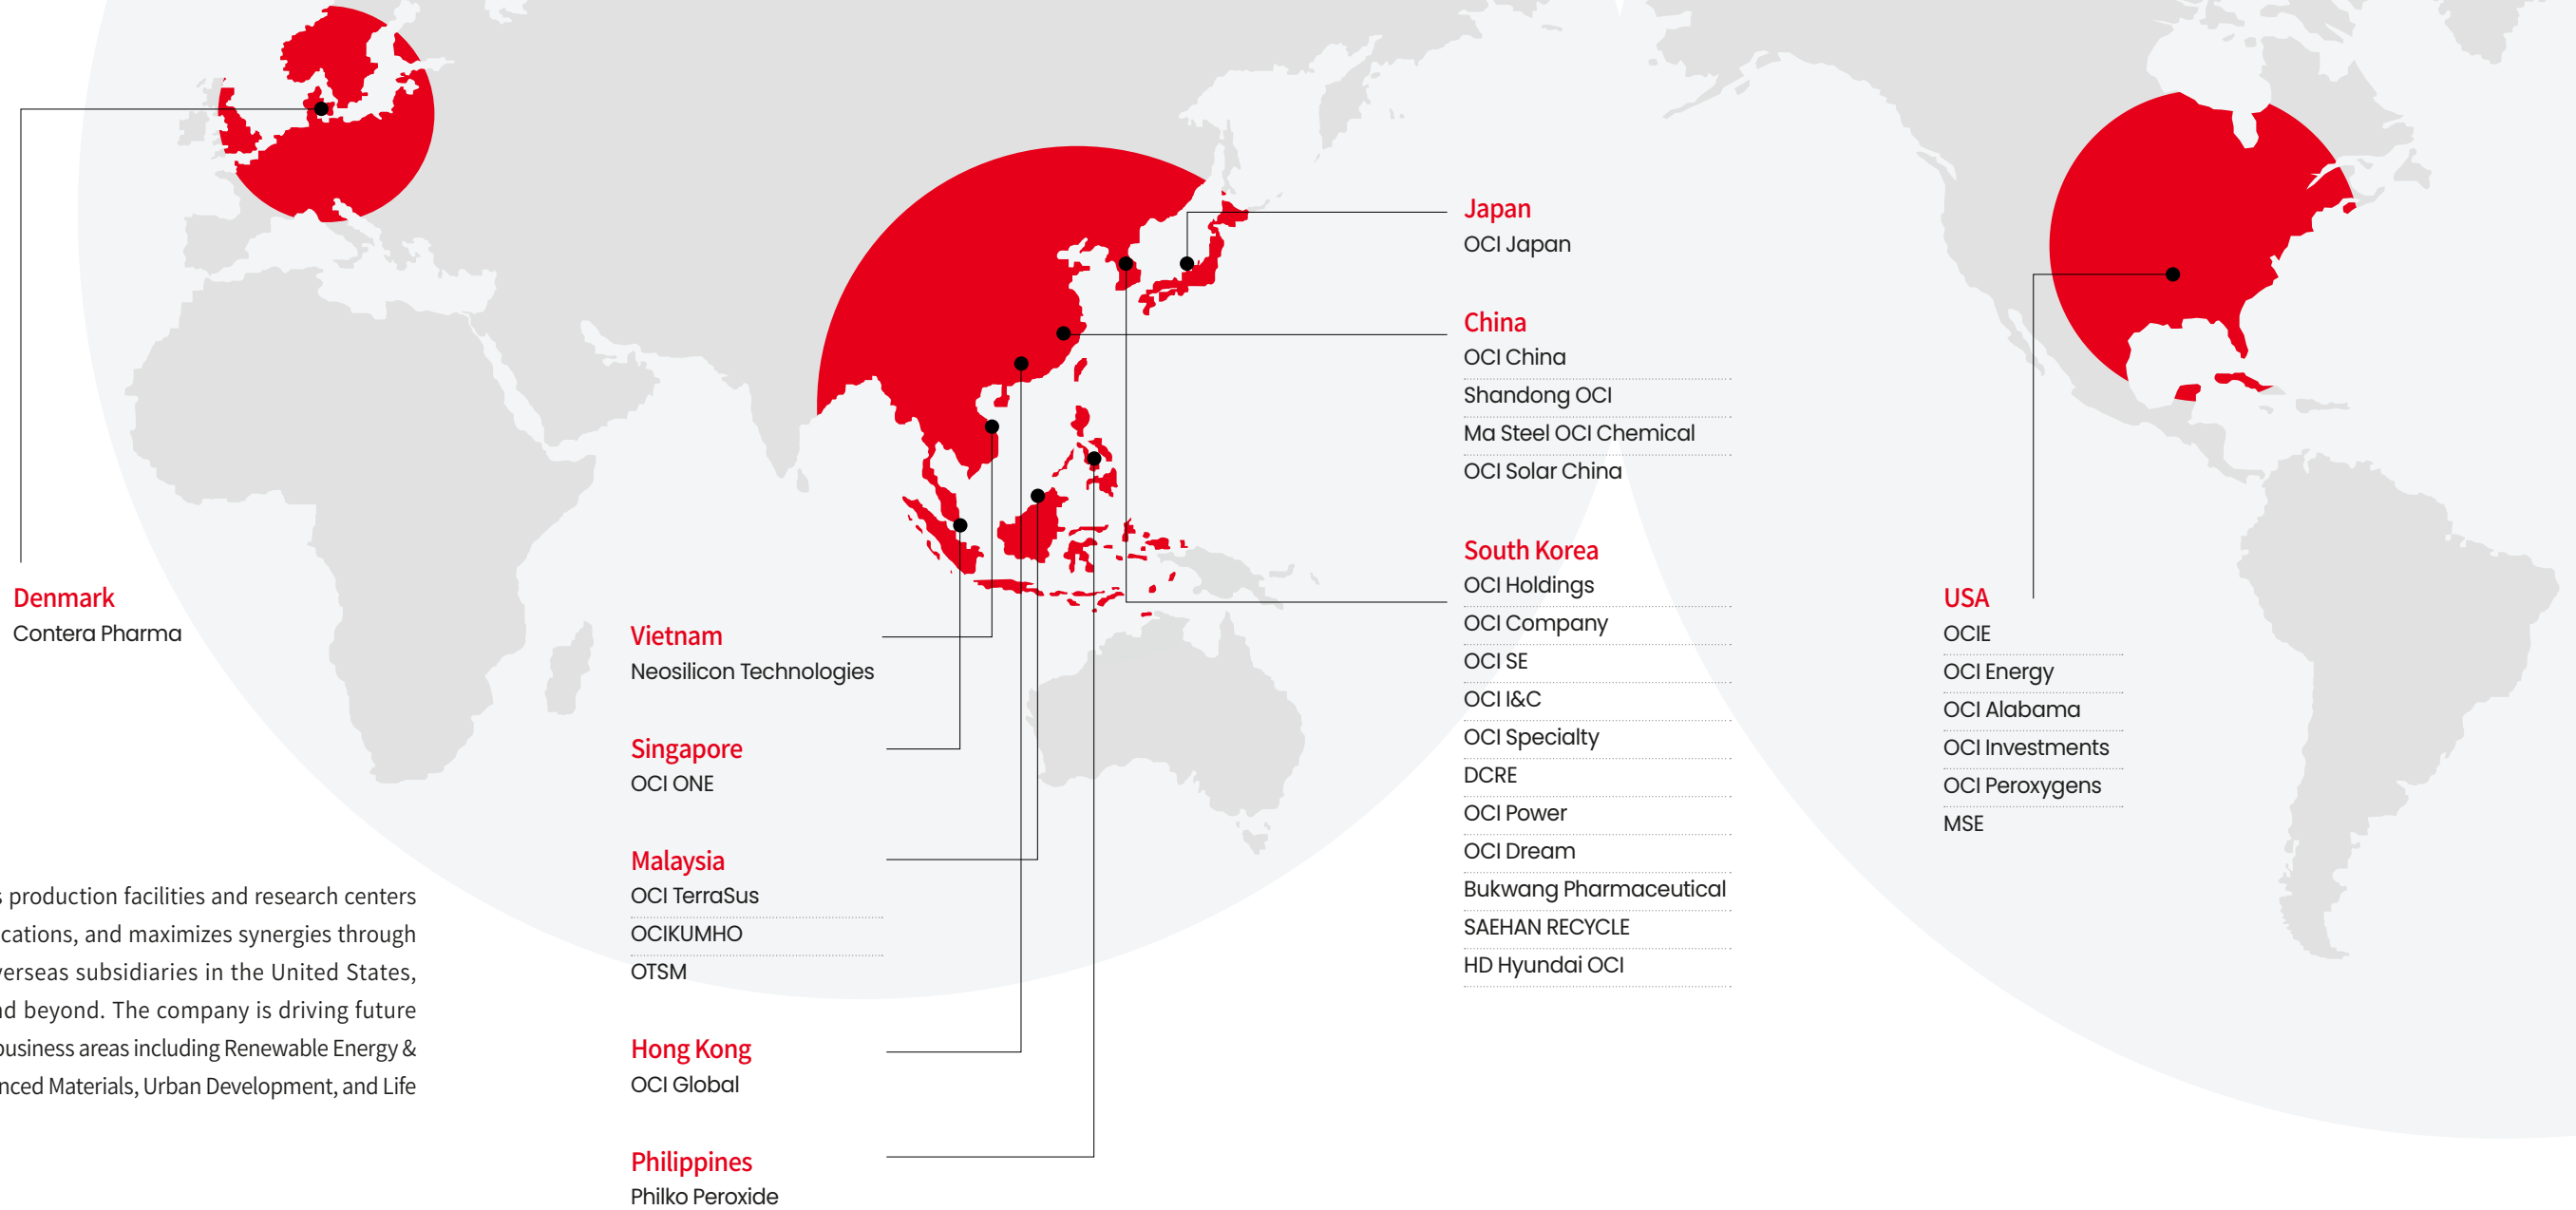 Denmark
Contera Pharma
s production facilities and research centers
cations, and maximizes synergies through
verseas subsidiaries in the United States,
nd beyond. The company is driving future
business areas including Renewable Energy &
nced Materials, Urban Development, and Life
Vietnam
Neosilicon Technologies
Singapore
OCI ONE
Malaysia
OCI TerraSus
OCIKUMHO
OTSM
Hong Kong
OCI Global
Philippines
Philko Peroxide
Japan
OCI Japan
China
OCI China
Shandong OCI
Ma Steel OCI Chemical
OCI Solar China
South Korea
OCI Holdings
OCI Company
OCI SE
OCI I&C
OCI Specialty
DCRE
OCI Power
OCI Dream
Bukwang Pharmaceutical
SAEHAN RECYCLE
HD Hyundai OCI
USA
OCIE
OCI Energy
OCI Alabama
OCI Investments
OCI Peroxygens
MSE